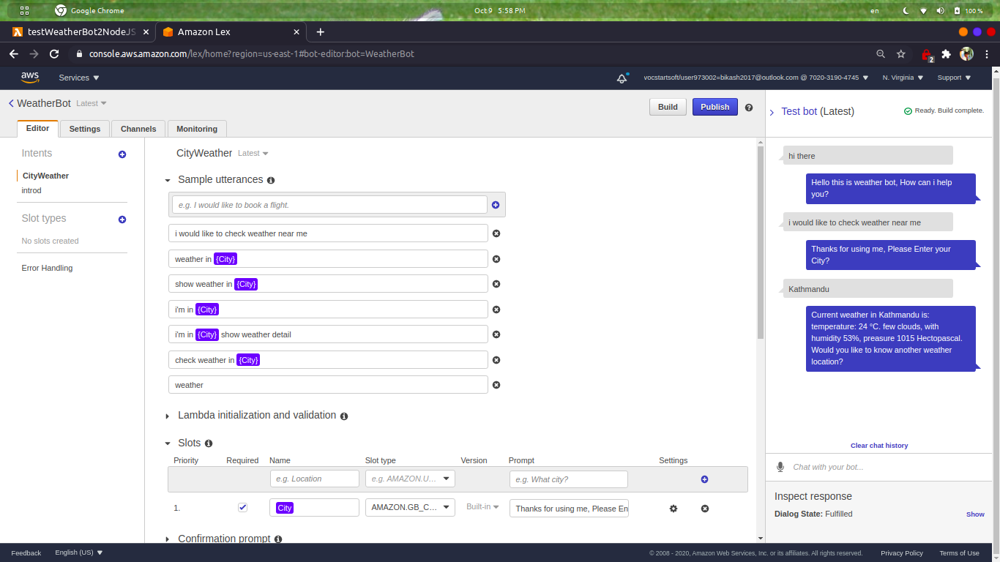 Google Chrome
Oct 9 5:58 PM
en
100 %
testWeatherBot2NodeJS
Amazon Lex
console.aws.amazon.com/lex/home?region=us-east-1#bot-editor:bot=WeatherBot
2
aws
Services
vocstartsoft/user973002=bikash2017@outlook.com @ 7020-3190-4745
N. Virginia
Support
WeatherBot
Latest
Build
Publish
Editor
Settings
Channels
Monitoring
Intents
CityWeather
introd
Slot types
No slots created
Error Handling
CityWeather
Latest
Sample utterances
e.g. I would like to book a flight.
i would like to check weather near me
weather in {City}
show weather in {City}
i'm in {City}
i'm in {City} show weather detail
check weather in {City}
weather
Lambda initialization and validation
Slots
Priority Required Name Slot type Version Prompt Settings
e.g. Location e.g. AMAZON.U... e.g. What city?
1. City AMAZON.GB_C... Built-in Thanks for using me, Please En
Confirmation prompt
Test bot (Latest)
Ready. Build complete.
hi there
Hello this is weather bot, How can i help
you?
i would like to check weather near me
Thanks for using me, Please Enter your
City?
Kathmandu
Current weather in Kathmandu is:
temperature: 24 °C. few clouds, with
humidity 53%, preasure 1015 Hectopascal.
Would you like to know another weather
location?
Clear chat history
Chat with your bot...
Inspect response
Dialog State: Fulfilled
Show
Feedback
English (US)
© 2008 - 2020, Amazon Web Services, Inc. or its affiliates. All rights reserved.
Privacy Policy
Terms of Use